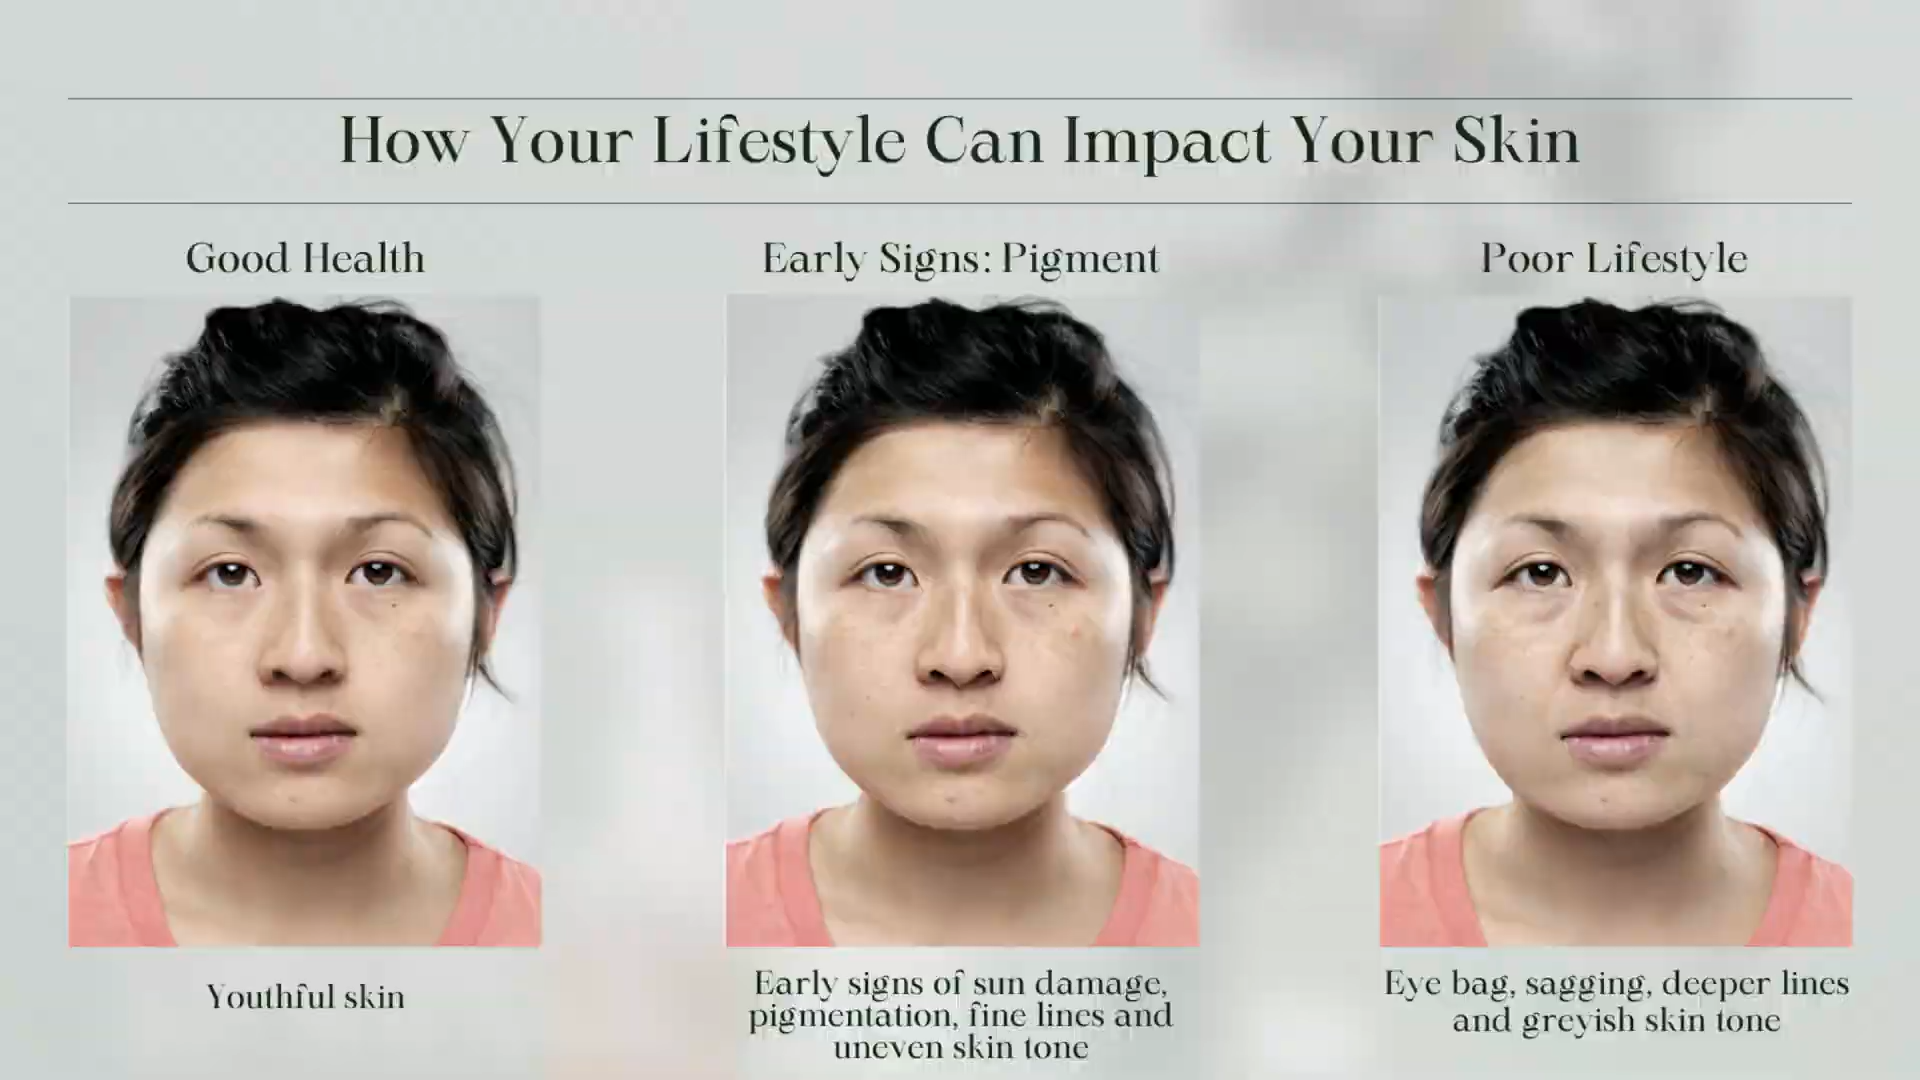 How Your Lifestyle Can Impact Your Skin
Good Health
Early Signs: Pigment
Poor Lifestyle
Youthful skin
Early signs of sun damage,
pigmentation, fine lines and
uneven skin tone
Eye bag, sagging, deeper lines
and greyish skin tone